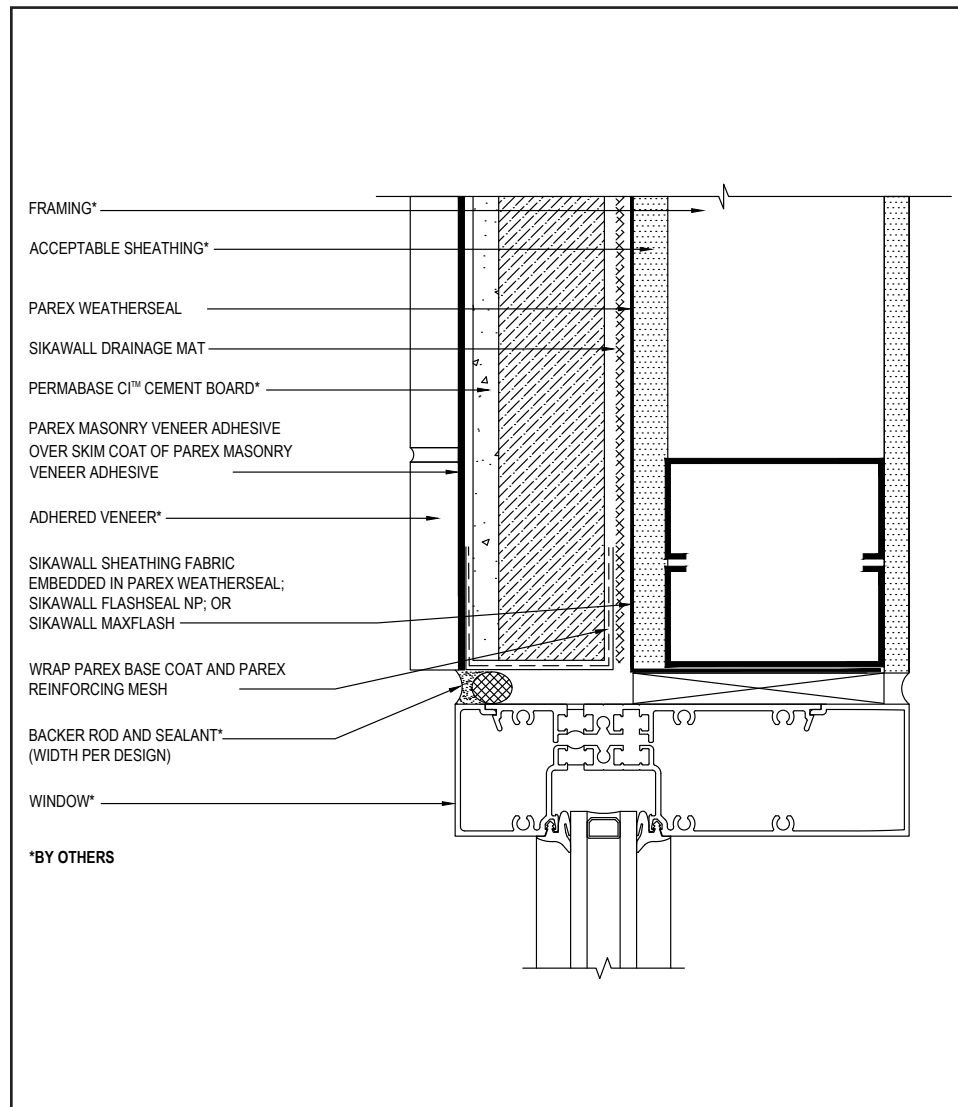 FRAMING*
ACCEPTABLE SHEATHING*
PAREX WEATHERSEAL
SIKAWALL DRAINAGE MAT
PERMABASE CI™ CEMENT BOARD*
PAREX MASONRY VENEER ADHESIVE
OVER SKIM COAT OF PAREX MASONRY
VENEER ADHESIVE
ADHERED VENEER*
SIKAWALL SHEATHING FABRIC
EMBEDDED IN PAREX WEATHERSEAL;
SIKAWALL FLASHSEAL NP; OR
SIKAWALL MAXFLASH
WRAP PAREX BASE COAT AND PAREX
REINFORCING MESH
BACKER ROD AND SEALANT*
(WIDTH PER DESIGN)
WINDOW*
*BY OTHERS